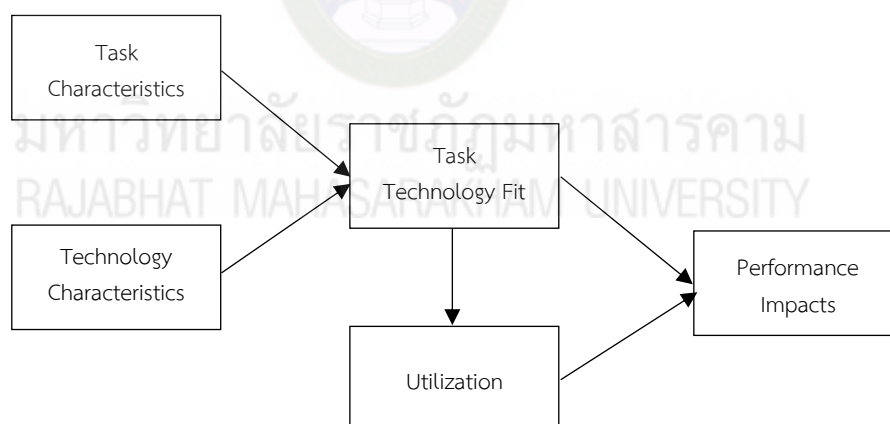 Task
Characteristics
มหาวิทยาลัยราชภัฏมหาสารคาม
RAJABHAT MAHASARAKHAM UNIVERSITY
Task
Technology Fit
Technology
Characteristics
Performance
Impacts
Utilization